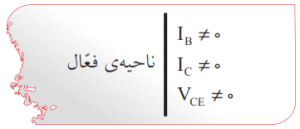 ناحیه‌ی فعّال
I_B ≠ ۰
I_C ≠ ۰
V_CE ≠ ۰